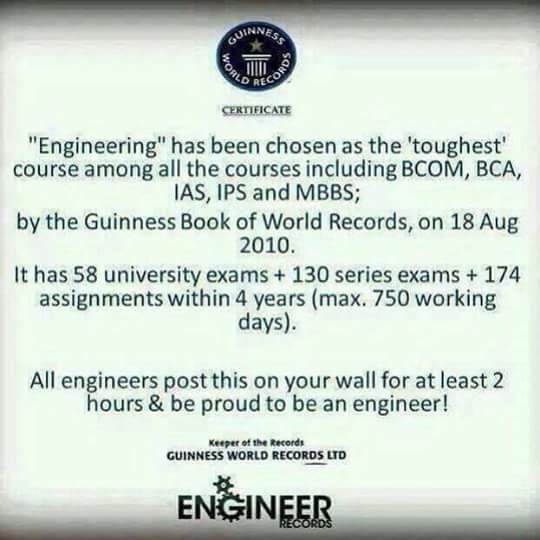 GUINNESS
WORLD RECORDS
CERTIFICATE
"Engineering" has been chosen as the 'toughest'
course among all the courses including BCOM, BCA,
IAS, IPS and MBBS;
by the Guinness Book of World Records, on 18 Aug
2010.
It has 58 university exams + 130 series exams + 174
assignments within 4 years (max. 750 working
days).
All engineers post this on your wall for at least 2
hours & be proud to be an engineer!
Keeper of the Records
GUINNESS WORLD RECORDS LTD
ENGINEER
RECORDS